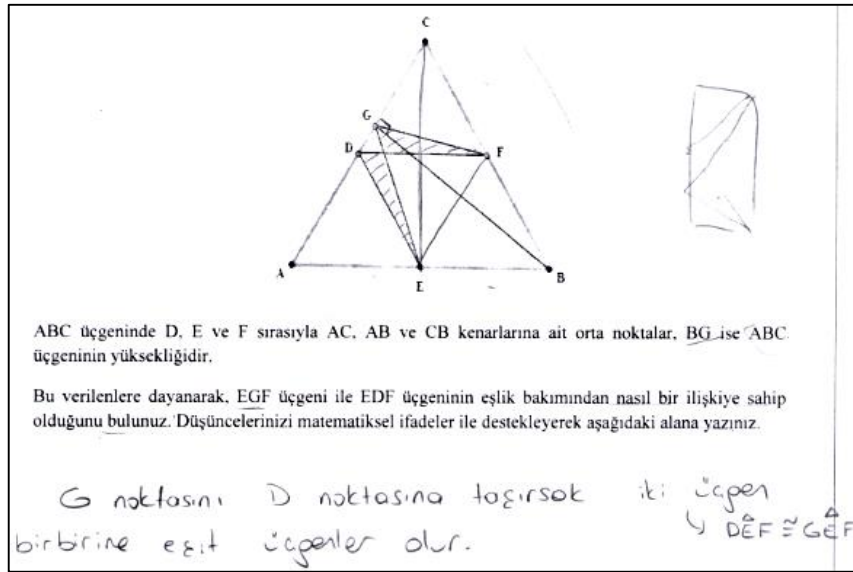 C
G
D
F
A
E
B
ABC üçgeninde D, E ve F sırasıyla AC, AB ve CB kenarlarına ait orta noktalar, BG ise ABC
üçgeninin yüksekliğidir.
Bu verilenlere dayanarak, EGF üçgeni ile EDF üçgeninin eşlik bakımından nasıl bir ilişkiye sahip
olduğunu bulunuz. Düşüncelerinizi matematiksel ifadeler ile destekleyerek aşağıdaki alana yazınız.
G noktasını D noktasına taşırsak iki üçgen
birbirine eşit üçgenler olur.
↳ DEF ≅ GEF